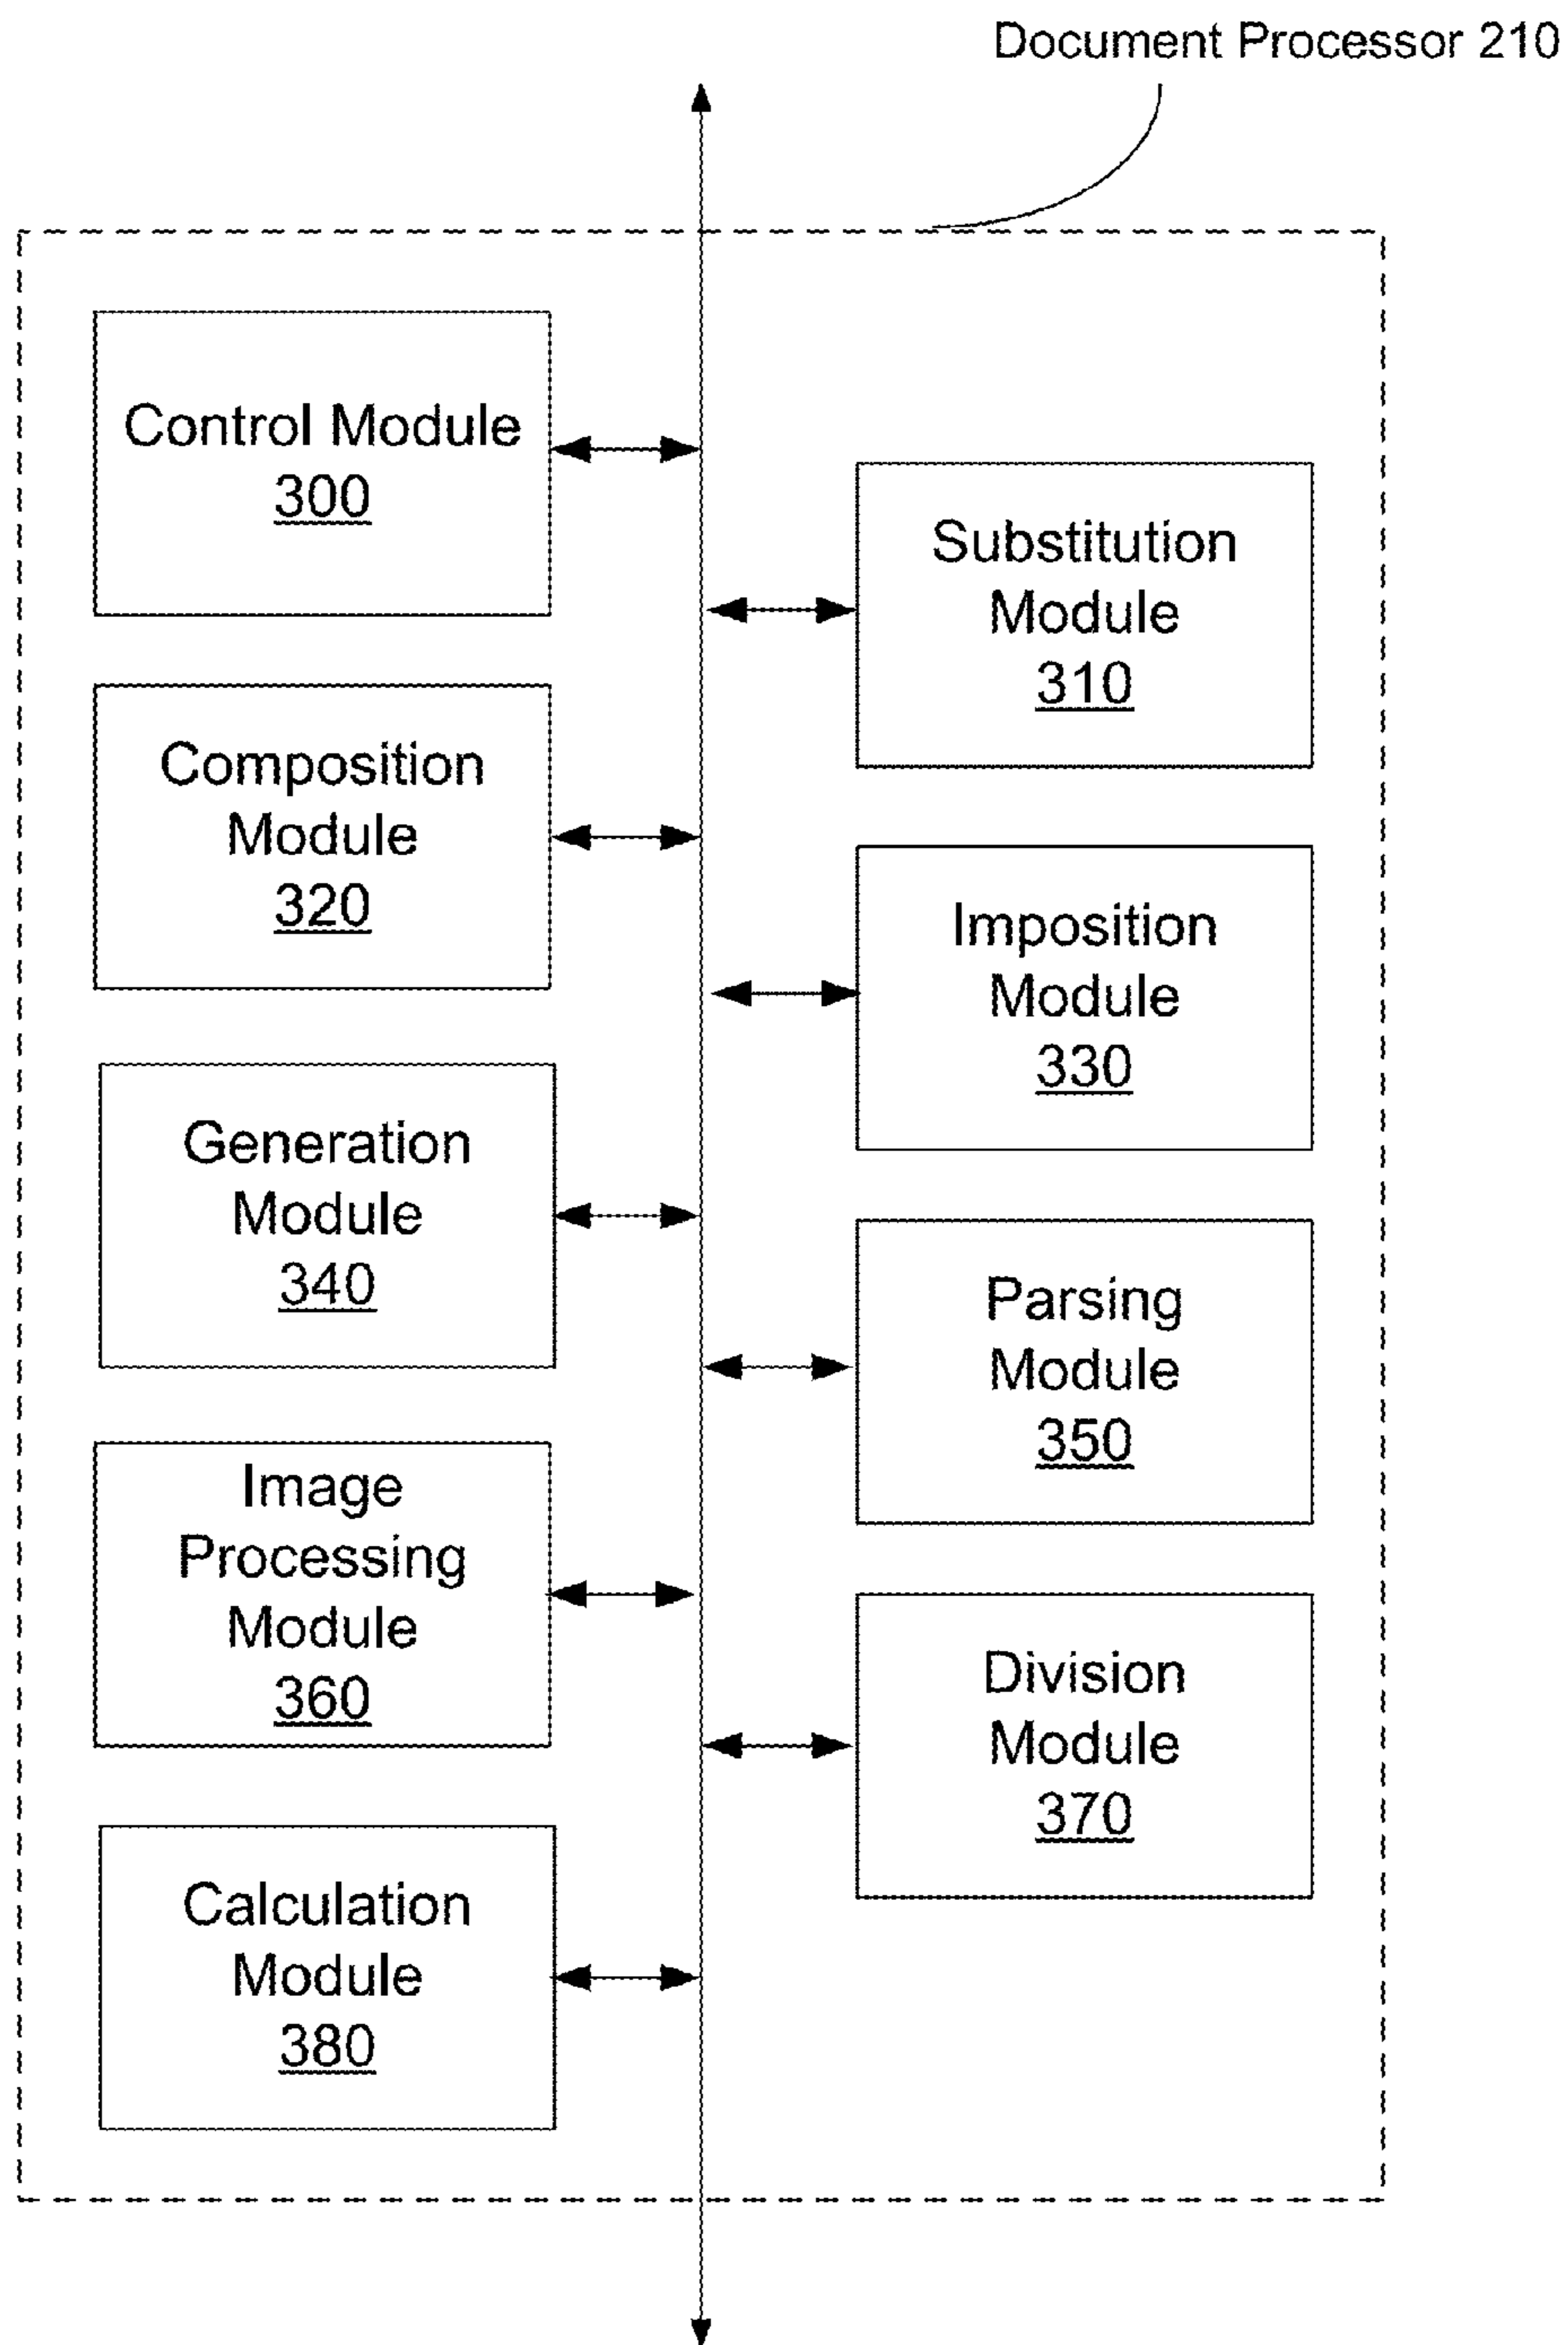 Document Processor 210
Control Module
300
Substitution
Module
310
Composition
Module
320
Imposition
Module
330
Generation
Module
340
Parsing
Module
350
Image
Processing
Module
360
Division
Module
370
Calculation
Module
380